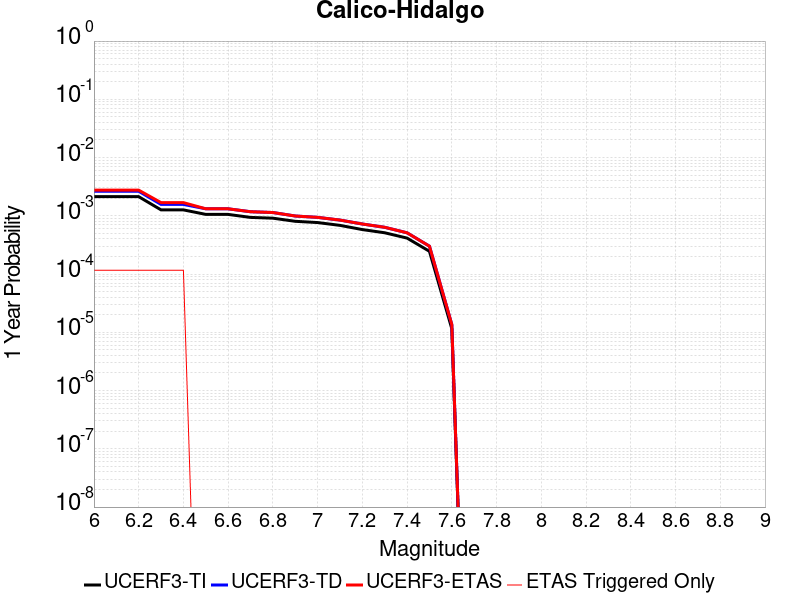 Calico-Hidalgo
1 Year Probability
10^0
10^-1
10^-2
10^-3
10^-4
10^-5
10^-6
10^-7
10^-8
6 6.2 6.4 6.6 6.8 7 7.2 7.4 7.6 7.8 8 8.2 8.4 8.6 8.8 9
Magnitude
UCERF3-TI UCERF3-TD UCERF3-ETAS ETAS Triggered Only